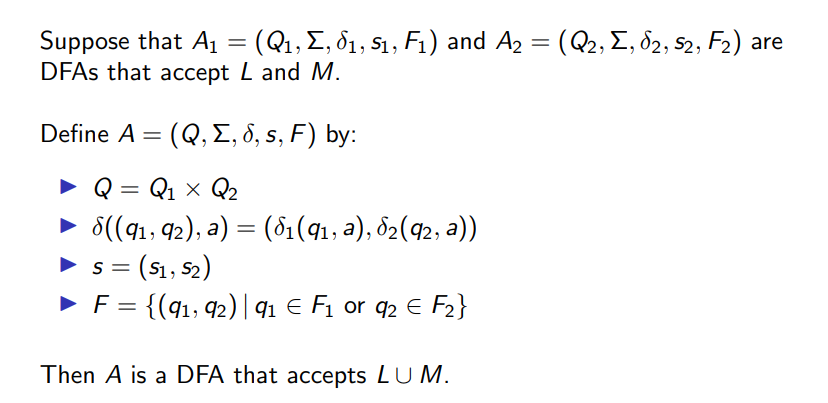 Suppose that A₁ = (Q₁, Σ, δ₁, s₁, F₁) and A₂ = (Q₂, Σ, δ₂, s₂, F₂) are
DFAs that accept L and M.
Define A = (Q, Σ, δ, s, F) by:
▶ Q = Q₁ × Q₂
▶ δ((q₁, q₂), a) = (δ₁(q₁, a), δ₂(q₂, a))
▶ s = (s₁, s₂)
▶ F = {(q₁, q₂) | q₁ ∈ F₁ or q₂ ∈ F₂}
Then A is a DFA that accepts L ∪ M.